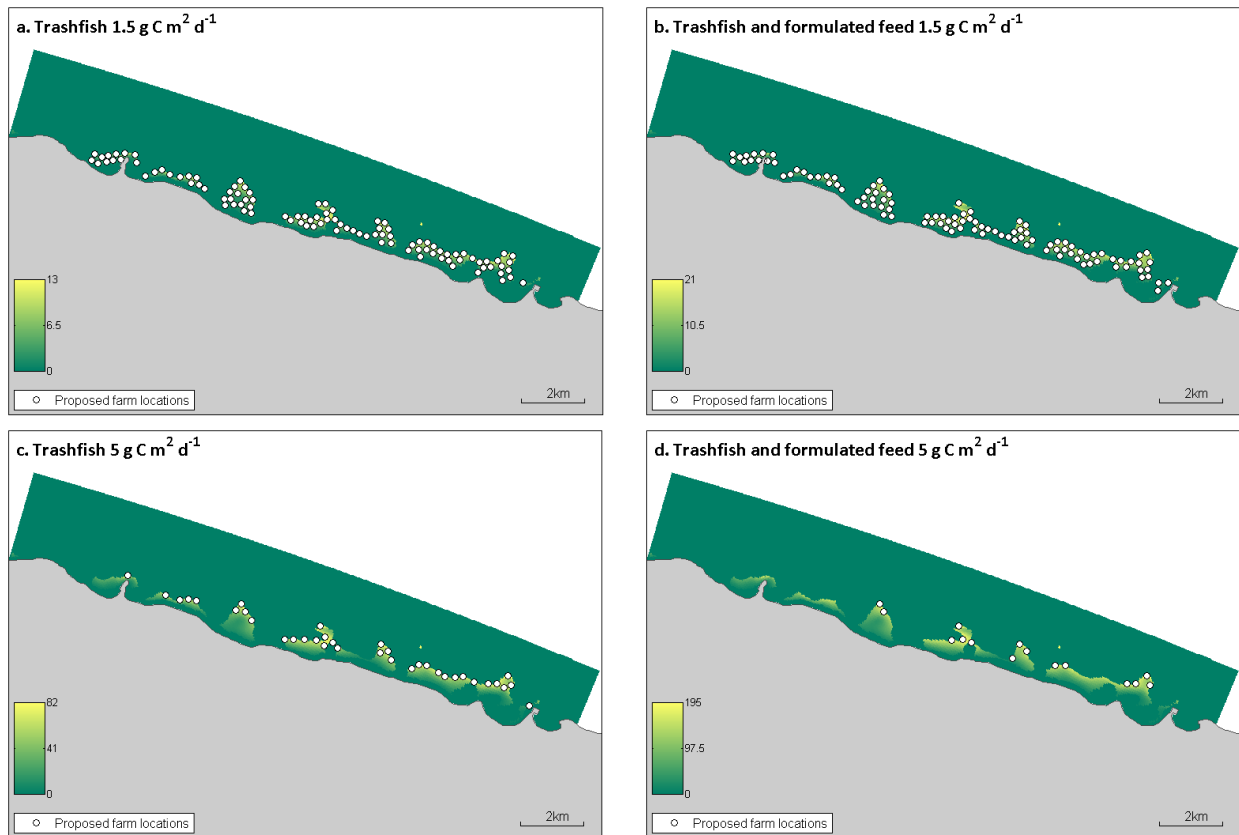 a. Trashfish 1.5 g C m² d⁻¹
13
6.5
0
Proposed farm locations
2km
b. Trashfish and formulated feed 1.5 g C m² d⁻¹
21
10.5
0
Proposed farm locations
2km
c. Trashfish 5 g C m² d⁻¹
82
41
0
Proposed farm locations
2km
d. Trashfish and formulated feed 5 g C m² d⁻¹
195
97.5
0
Proposed farm locations
2km